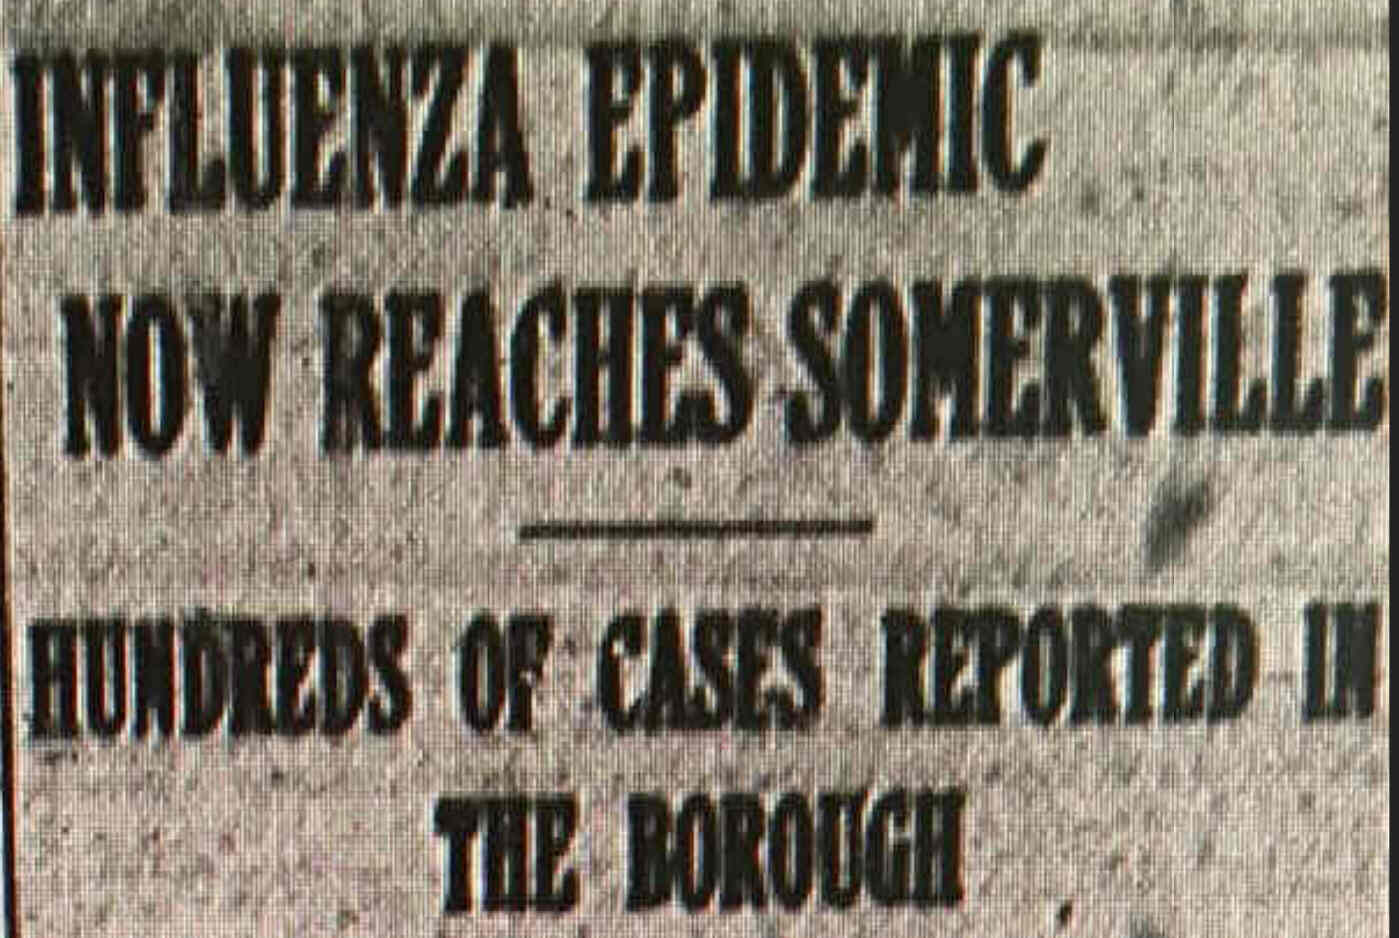 INFLUENZA EPIDEMIC
NOW REACHES SOMERVILLE
HUNDREDS OF CASES REPORTED IN
THE BOROUGH